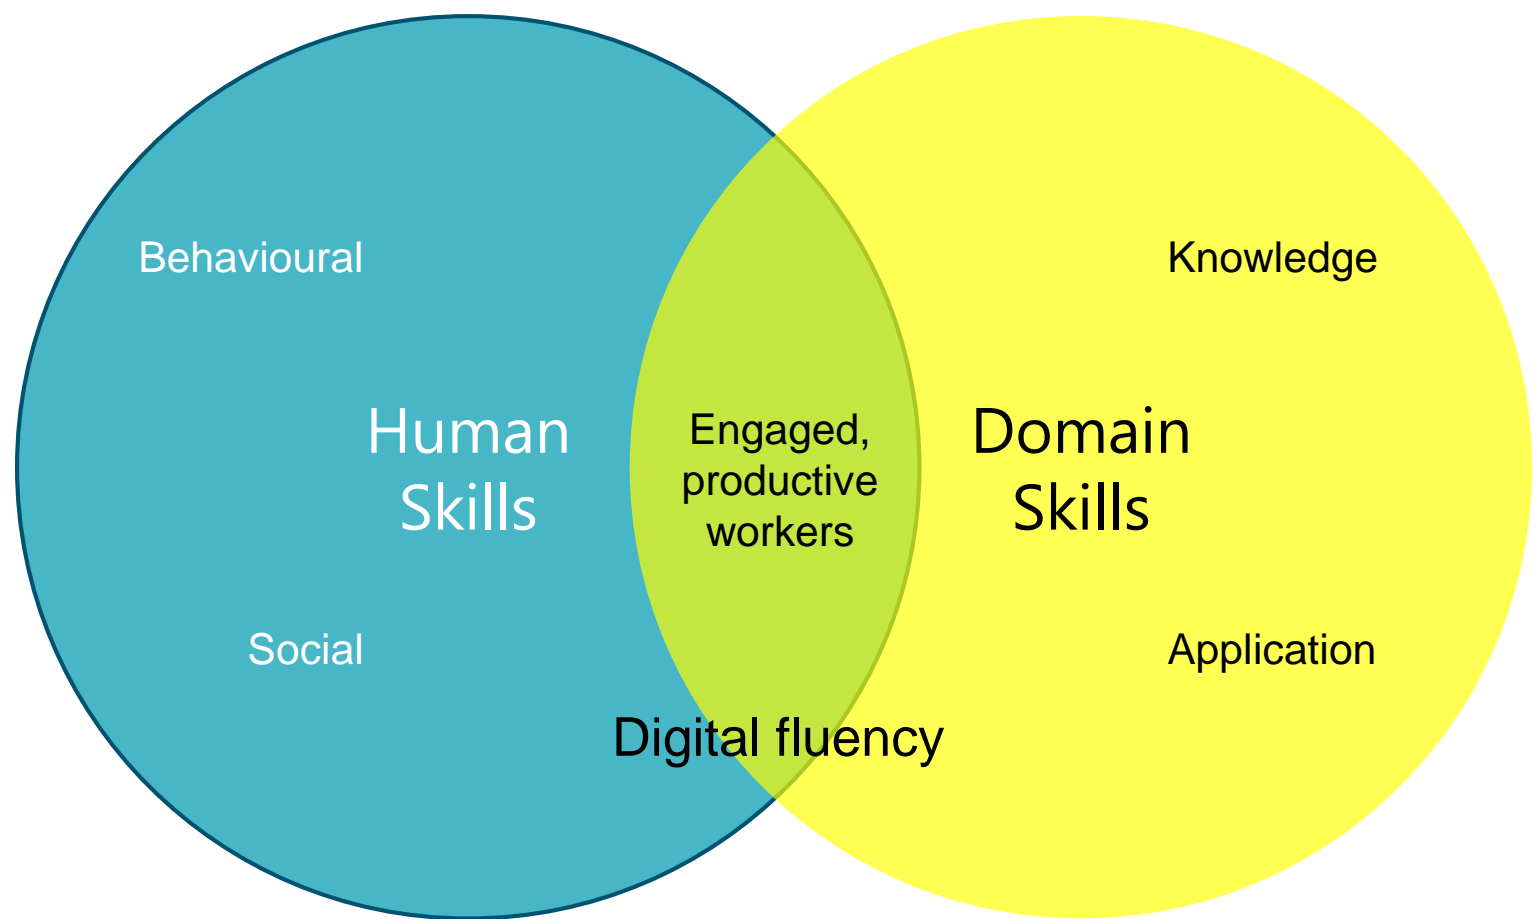 Behavioural
Knowledge
Human
Skills
Engaged,
productive
workers
Domain
Skills
Social
Application
Digital fluency